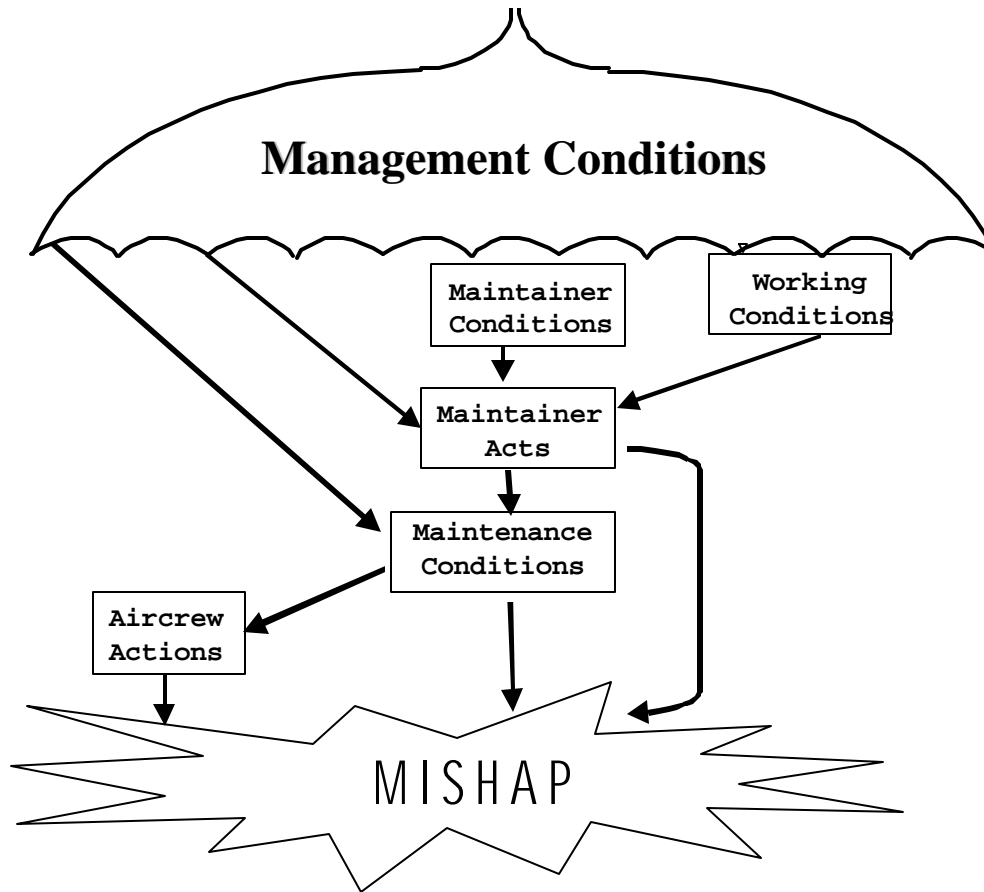 Management Conditions
Maintainer
Conditions
Working
Conditions
Maintainer
Acts
Maintenance
Conditions
Aircrew
Actions
MISHAP